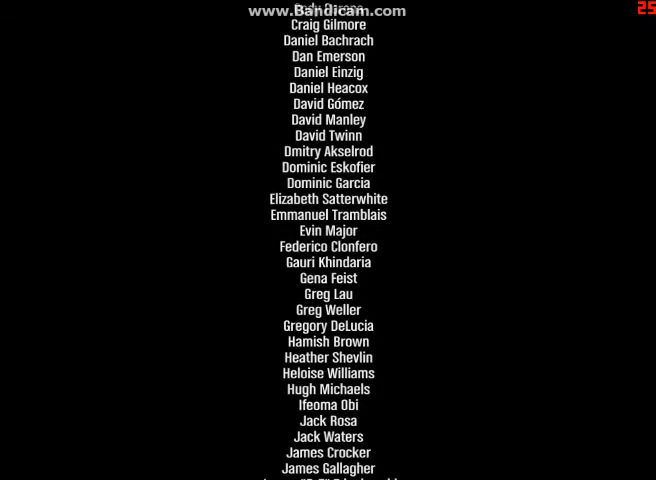 www.Bandicam.com
25
Craig Gilmore
Daniel Bachrach
Dan Emerson
Daniel Einzig
Daniel Heacox
David Gómez
David Manley
David Twinn
Dmitry Akselrod
Dominic Eskofier
Dominic Garcia
Elizabeth Satterwhite
Emmanuel Tramblais
Evin Major
Federico Clonfero
Gauri Khindaria
Gena Feist
Greg Lau
Greg Weller
Gregory DeLucia
Hamish Brown
Heather Shevlin
Heloise Williams
Hugh Michaels
Ifeoma Obi
Jack Rosa
Jack Waters
James Crocker
James Gallagher